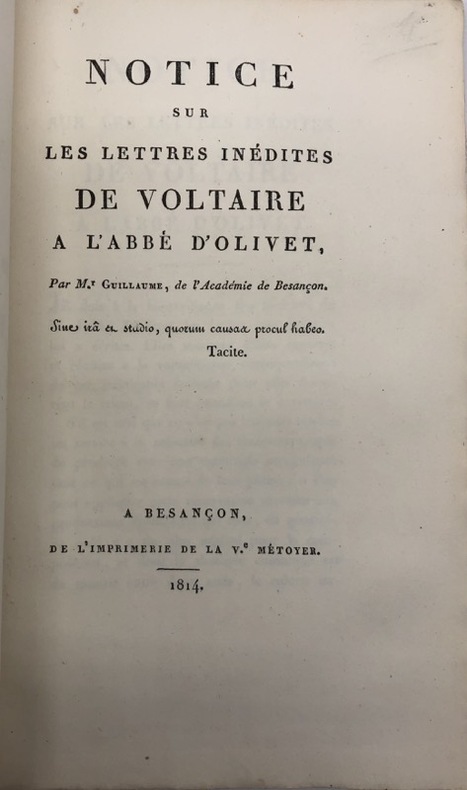 NOTICE
SUR
LES LETTRES INÉDITES
DE VOLTAIRE
A L'ABBÉ D'OLIVET,
Par M.r GUILLAUME, de l'Académie de Besançon.
Sine irâ et studio, quorum causas procul habeo.
Tacite.
A BESANÇON,
DE L'IMPRIMERIE DE LA V.e MÉTOYER.
1814.